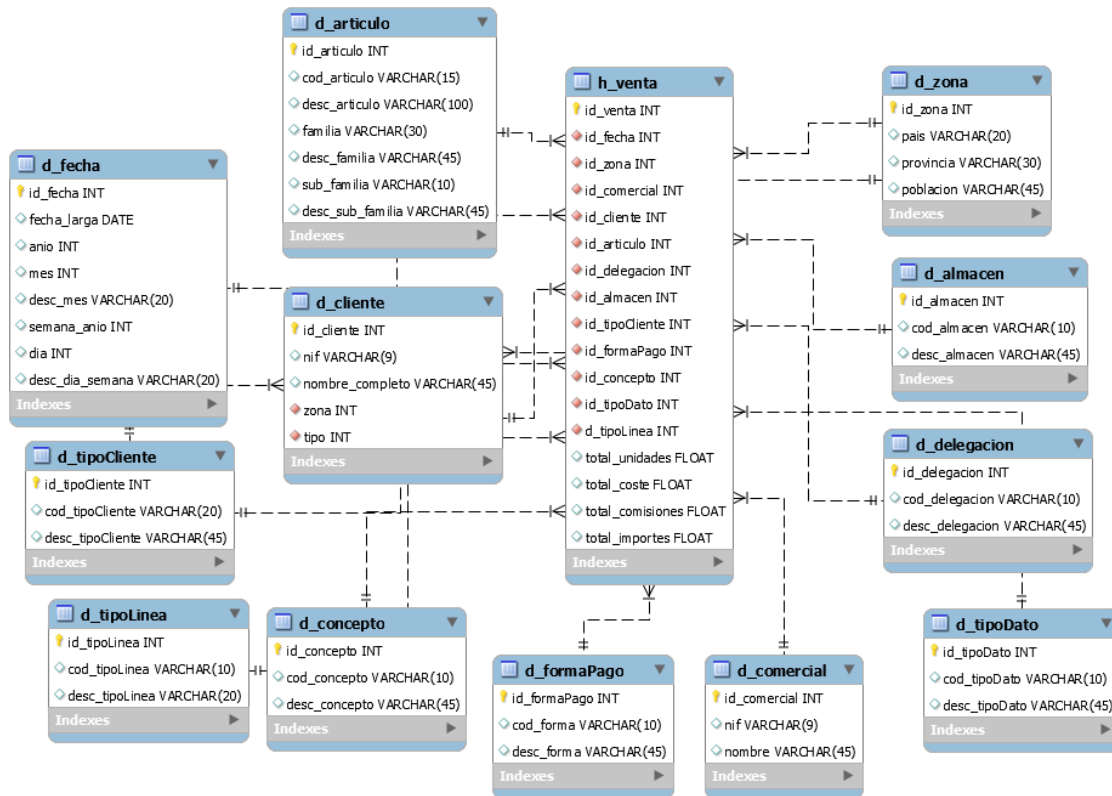 d_articulo
id_articulo INT
cod_articulo VARCHAR(15)
desc_articulo VARCHAR(100)
familia VARCHAR(30)
desc_familia VARCHAR(45)
sub_familia VARCHAR(10)
desc_sub_familia VARCHAR(45)
Indexes
h_venta
id_venta INT
id_fecha INT
id_zona INT
id_comercial INT
id_cliente INT
id_articulo INT
id_delegacion INT
id_almacen INT
id_tipoCliente INT
id_formaPago INT
id_concepto INT
id_tipoDato INT
d_tipoLinea INT
total_unidades FLOAT
total_coste FLOAT
total_comisiones FLOAT
total_importes FLOAT
Indexes
d_zona
id_zona INT
pais VARCHAR(20)
provincia VARCHAR(30)
poblacion VARCHAR(45)
Indexes
d_fecha
id_fecha INT
fecha_larga DATE
anio INT
mes INT
desc_mes VARCHAR(20)
semana_anio INT
dia INT
desc_dia_semana VARCHAR(20)
Indexes
d_cliente
id_cliente INT
nif VARCHAR(9)
nombre_completo VARCHAR(45)
zona INT
tipo INT
Indexes
d_almacen
id_almacen INT
cod_almacen VARCHAR(10)
desc_almacen VARCHAR(45)
Indexes
d_tipoCliente
id_tipoCliente INT
cod_tipoCliente VARCHAR(20)
desc_tipoCliente VARCHAR(45)
Indexes
d_delegacion
id_delegacion INT
cod_delegacion VARCHAR(10)
desc_delegacion VARCHAR(45)
Indexes
d_tipoLinea
id_tipoLinea INT
cod_tipoLinea VARCHAR(10)
desc_tipoLinea VARCHAR(20)
Indexes
d_concepto
id_concepto INT
cod_concepto VARCHAR(10)
desc_concepto VARCHAR(45)
Indexes
d_formaPago
id_formaPago INT
cod_forma VARCHAR(10)
desc_forma VARCHAR(45)
Indexes
d_comercial
id_comercial INT
nif VARCHAR(9)
nombre VARCHAR(45)
Indexes
d_tipoDato
id_tipoDato INT
cod_tipoDato VARCHAR(10)
desc_tipoDato VARCHAR(45)
Indexes